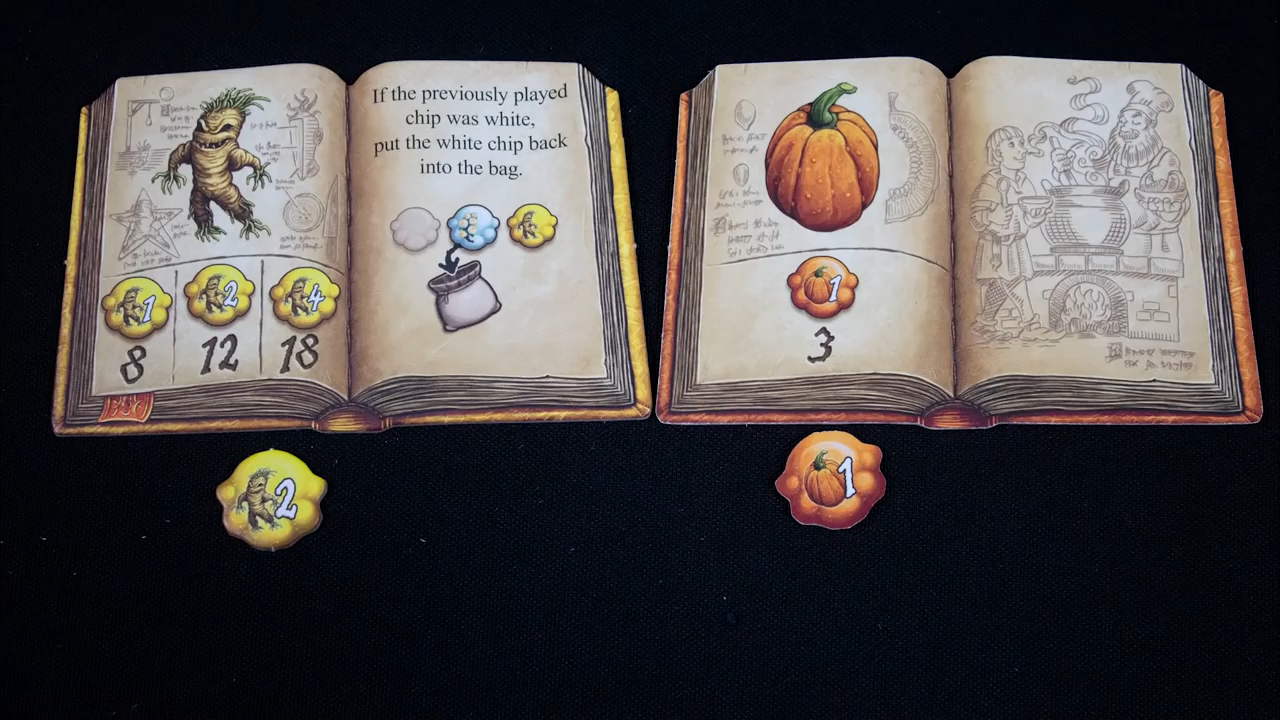 If the previously played
chip was white,
put the white chip back
into the bag.
1 2 4
8 12 18
1
3
2
1